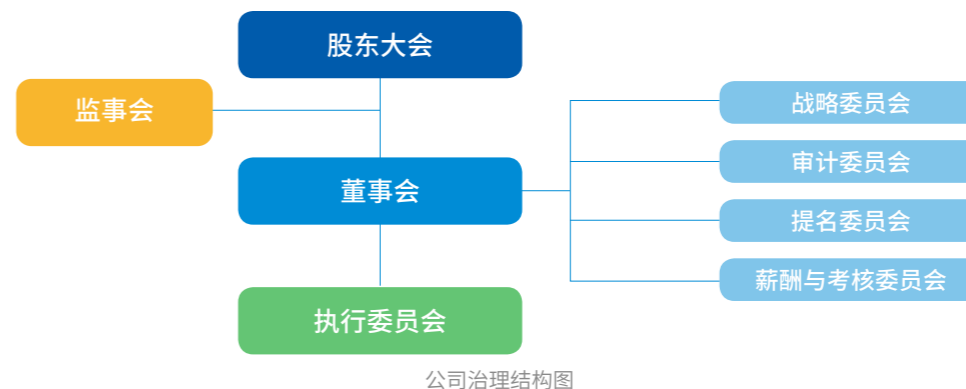 股东大会
监事会
董事会
执行委员会
战略委员会
审计委员会
提名委员会
薪酬与考核委员会
公司治理结构图